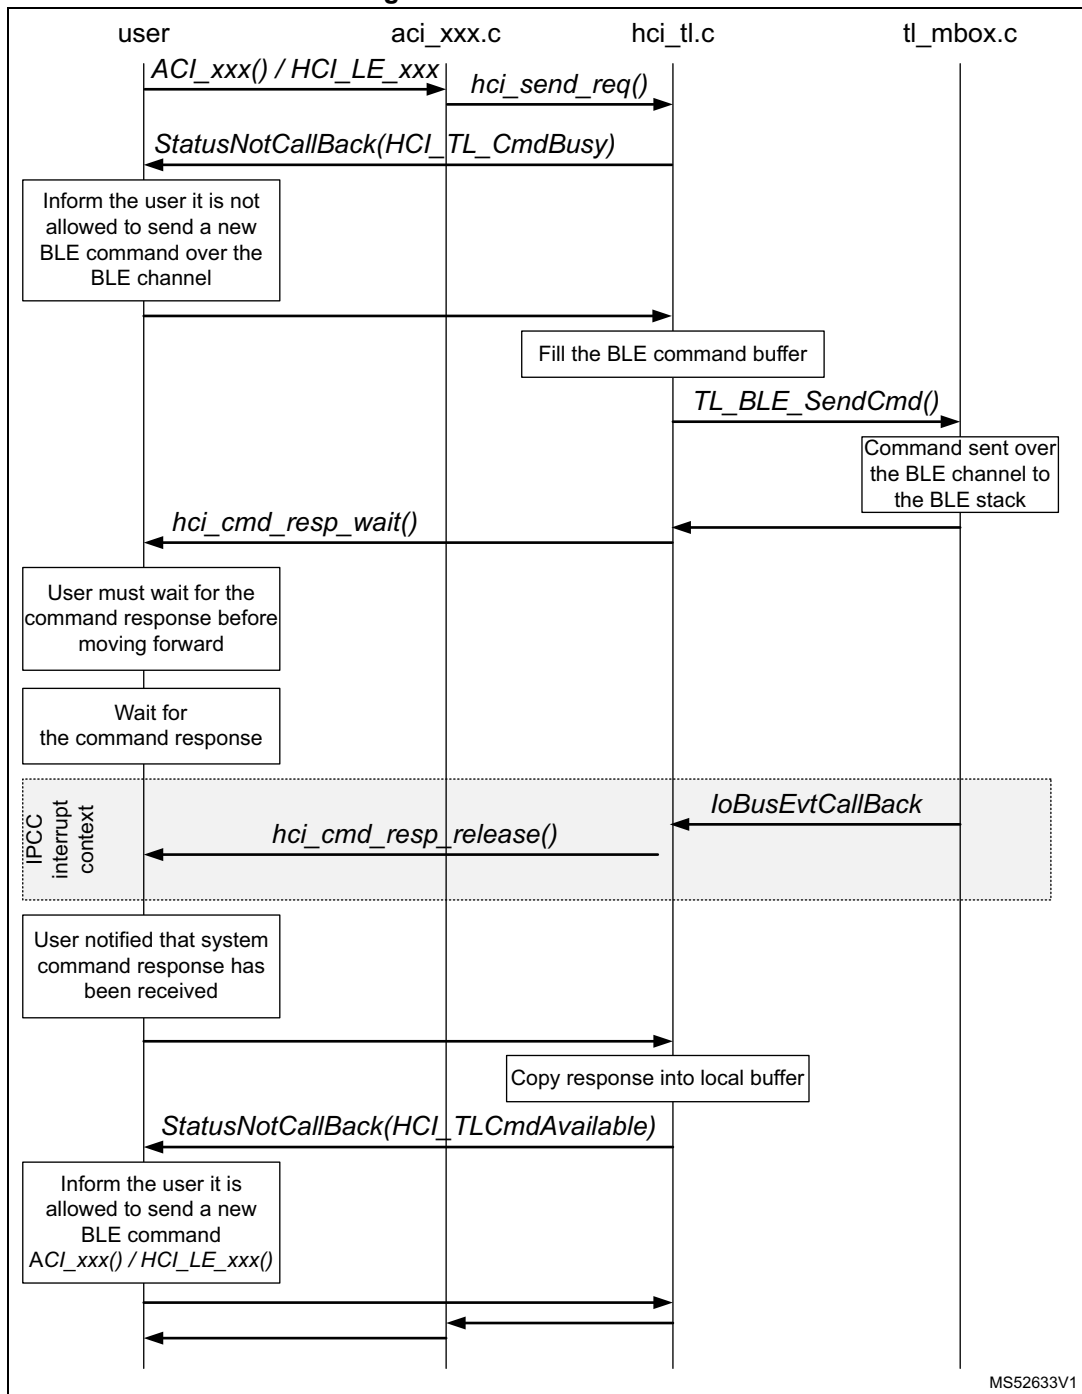 user aci_xxx.c hci_tl.c tl_mbox.c
ACI_xxx() / HCI_LE_xxx
hci_send_req()
StatusNotCallBack(HCI_TL_CmdBusy)
Inform the user it is not
allowed to send a new
BLE command over the
BLE channel
Fill the BLE command buffer
TL_BLE_SendCmd()
Command sent over
the BLE channel to
the BLE stack
hci_cmd_resp_wait()
User must wait for the
command response before
moving forward
Wait for
the command response
IPCC
interrupt
context
IoBusEvtCallBack
hci_cmd_resp_release()
User notified that system
command response has
been received
Copy response into local buffer
StatusNotCallBack(HCI_TLCmdAvailable)
Inform the user it is
allowed to send a new
BLE command
ACI_xxx() / HCI_LE_xxx()
MS52633V1